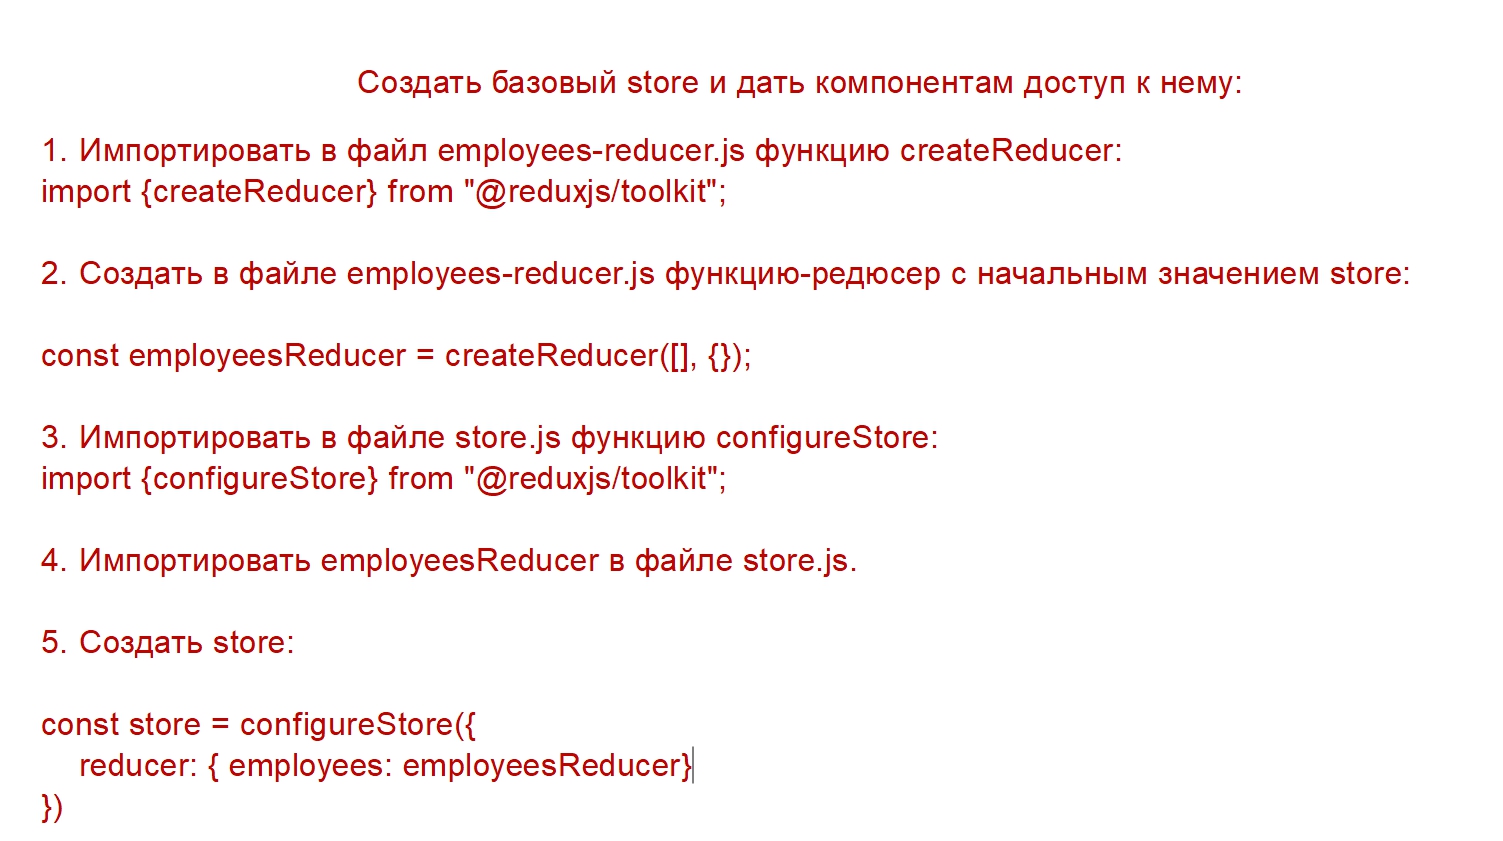 Создать базовый store и дать компонентам доступ к нему:
1. Импортировать в файл employees-reducer.js функцию createReducer:
import {createReducer} from "@reduxjs/toolkit";
2. Создать в файле employees-reducer.js функцию-редюсер с начальным значением store:
const employeesReducer = createReducer([], {});
3. Импортировать в файле store.js функцию configureStore:
import {configureStore} from "@reduxjs/toolkit";
4. Импортировать employeesReducer в файле store.js.
5. Создать store:
const store = configureStore({
reducer: { employees: employeesReducer}
})